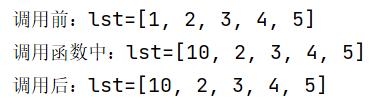 调用前：lst=[1, 2, 3, 4, 5]
调用函数中：lst=[10, 2, 3, 4, 5]
调用后：lst=[10, 2, 3, 4, 5]